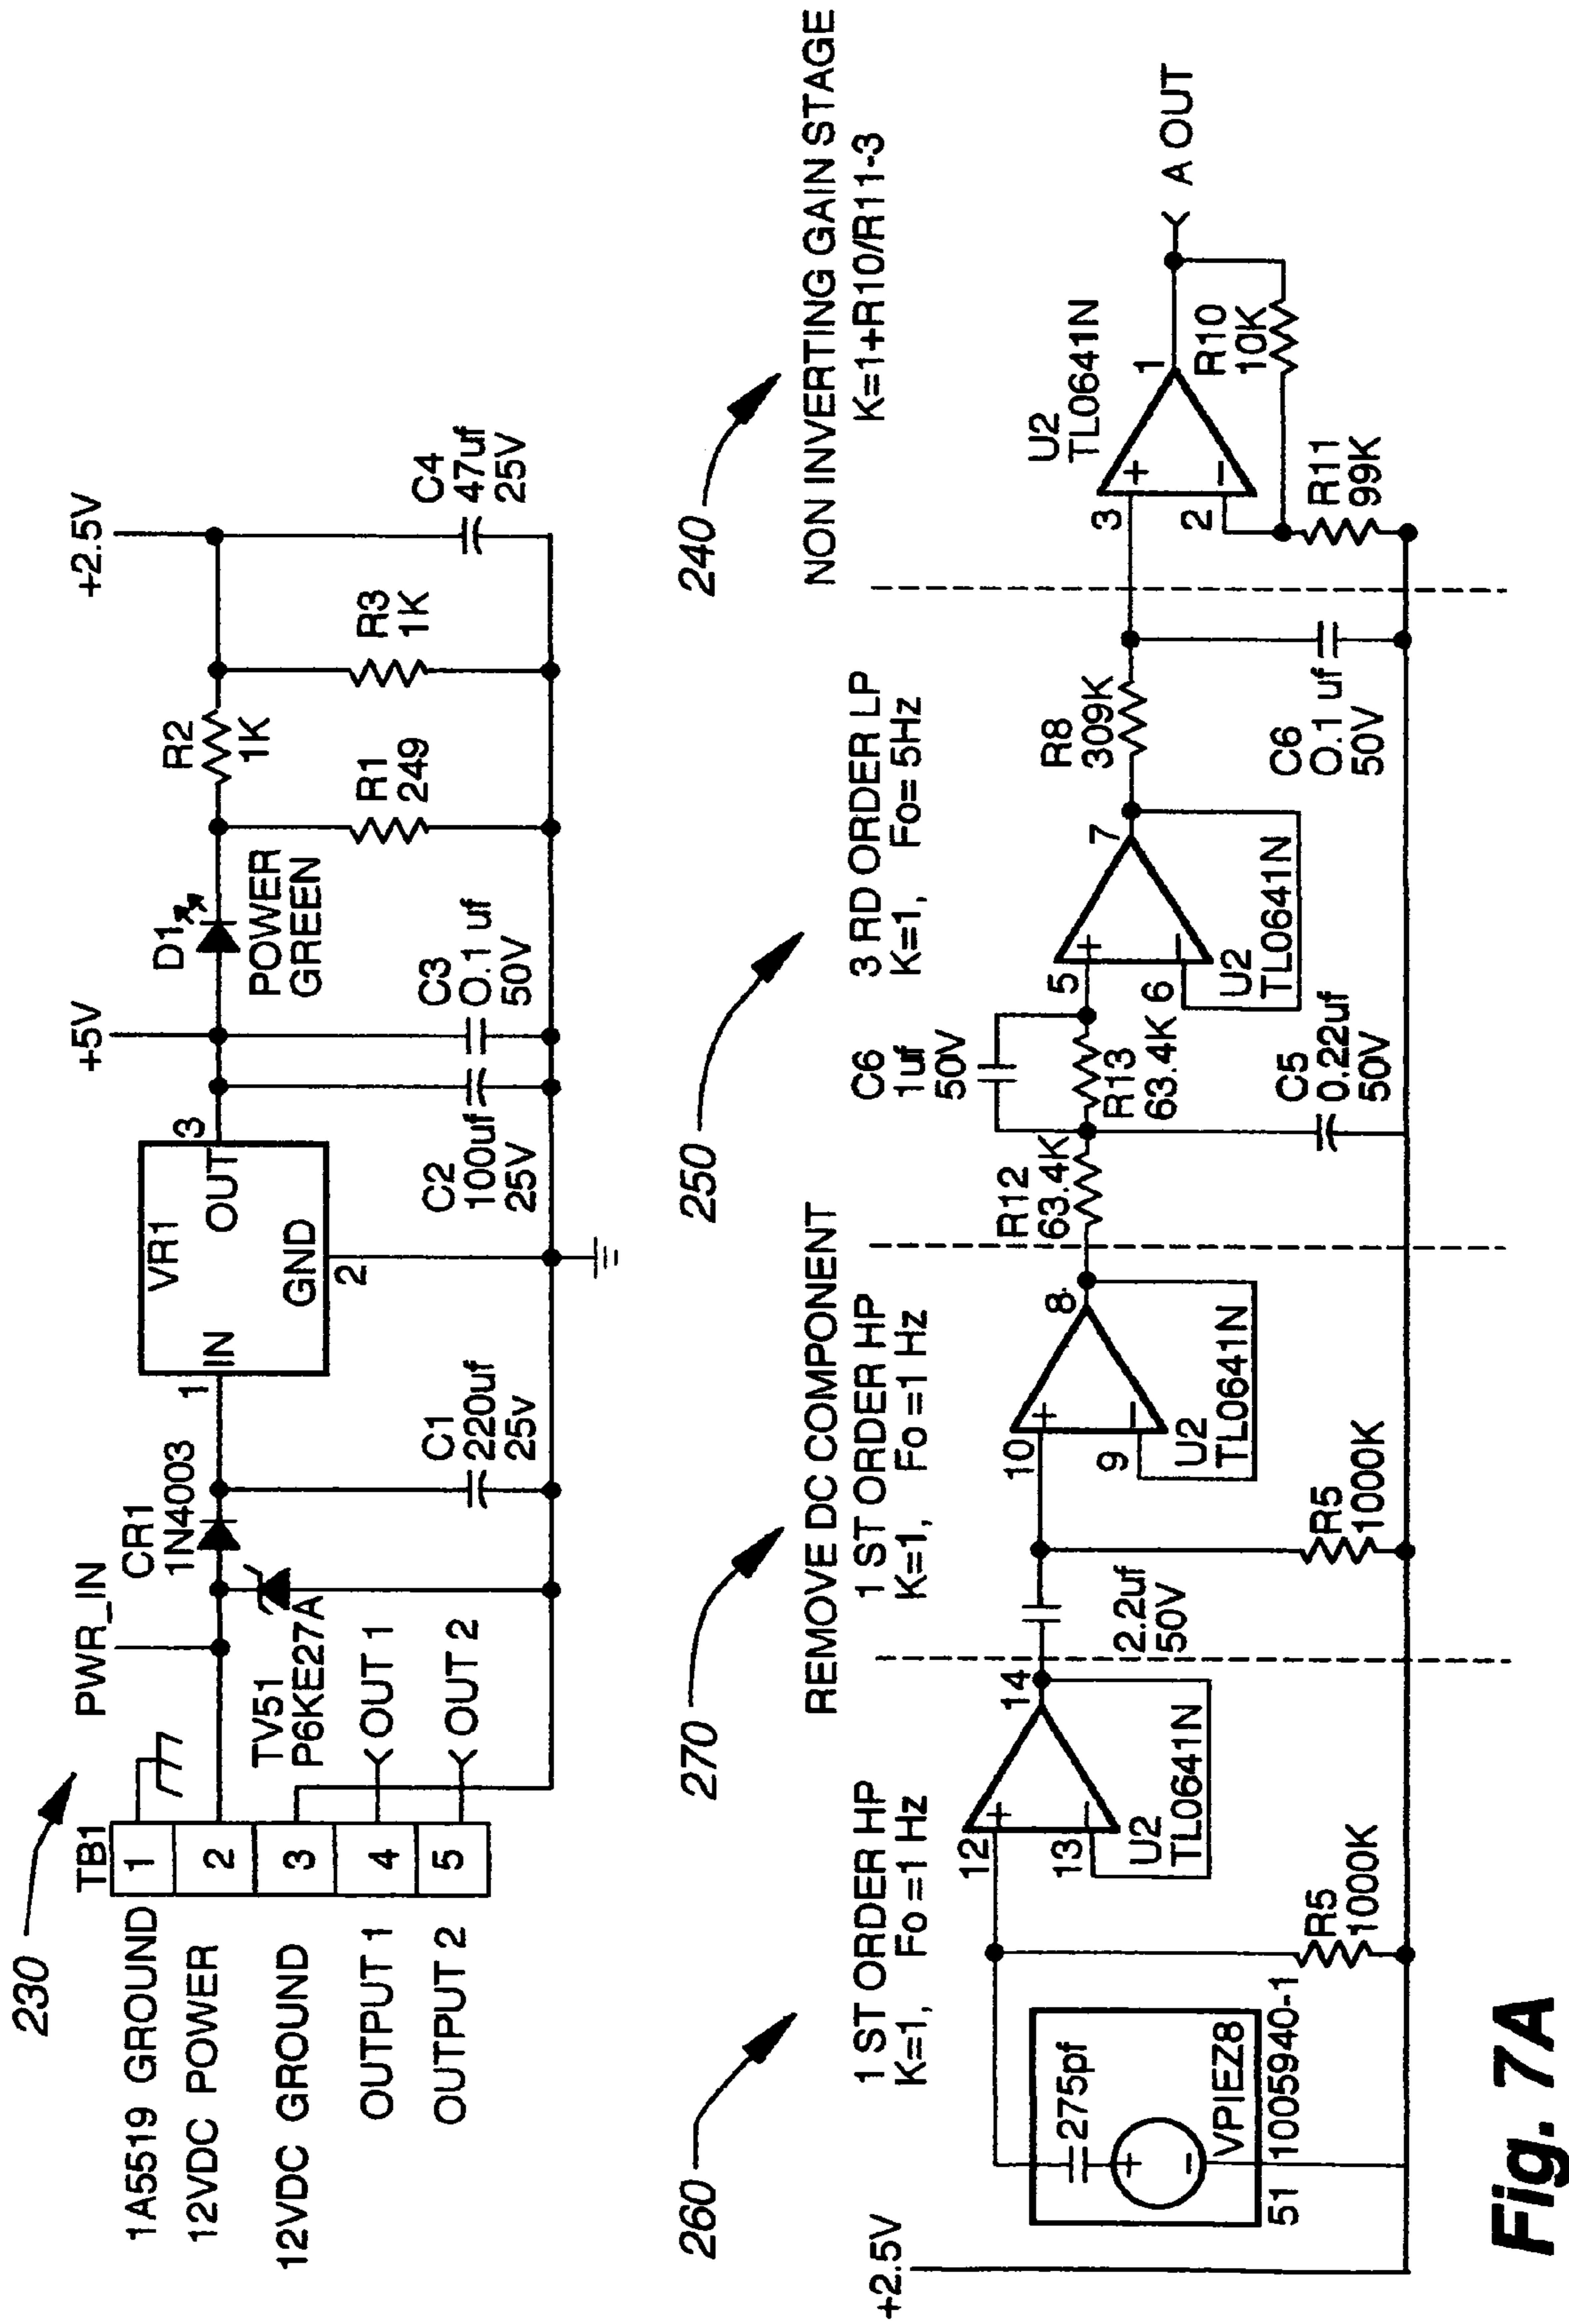 230
TB1
1A5519 GROUND
1
12VDC POWER
2
12VDC GROUND
3
OUTPUT 1
4
OUTPUT 2
5
OUT 1
OUT 2
PWR_IN
TV51
P6KE27A
CR1
1N4003
C1
220uf
25v
VR1
1
IN
OUT
3
GND
2
C2
100uf
25V
+5V
C3
O.1 uf
50V
D1
POWER
GREEN
R1
249
R2
1K
R3
1K
+2.5V
C4
47uf
25V
260
1 ST ORDER HP
K=1, Fo =1 Hz
+2.5V
275pf
+
–
VPIEZ8
51 1005940-1
R5
1000K
12
+
13
–
14
U2
TL0641N
270
REMOVE DC COMPONENT
1 ST ORDER HP
K=1, Fo =1 Hz
2.2uf
50V
R5
1000K
10
+
9
–
8
U2
TL0641N
250
3 RD ORDER LP
K=1, Fo= 5Hz
R12
63.4K
C6
1uf
50V
R13
63.4K
C5
0.22uf
50V
5
+
6
–
7
U2
TL0641N
R8
309K
C6
O.1 uf
50V
240
NON INVERTING GAIN STAGE
K=1+R10/R11-3
3
+
2
–
1
U2
TL0641N
R10
10K
R11
99K
A OUT
Fig. 7A